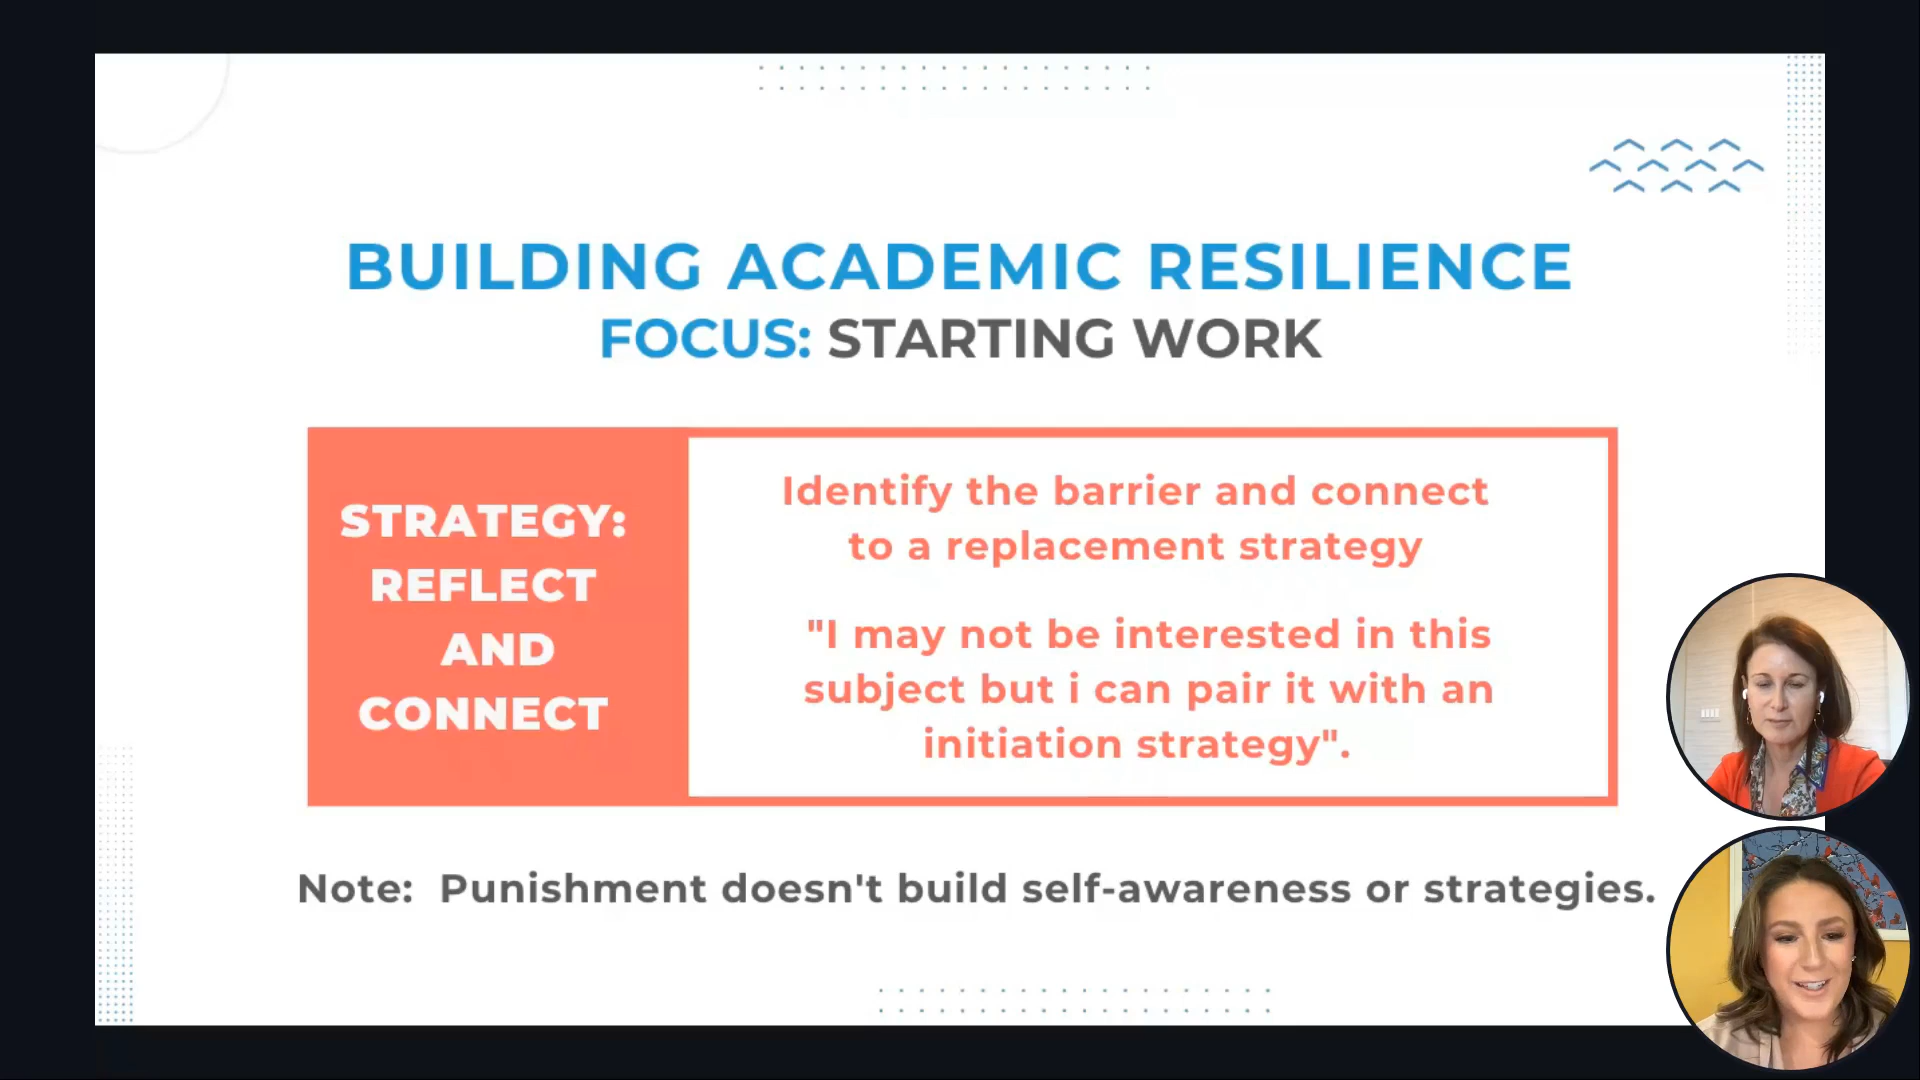 BUILDING ACADEMIC RESILIENCE
FOCUS: STARTING WORK
STRATEGY:
REFLECT
AND
CONNECT
Identify the barrier and connect
to a replacement strategy
"I may not be interested in this
subject but i can pair it with an
initiation strategy".
Note: Punishment doesn't build self-awareness or strategies.